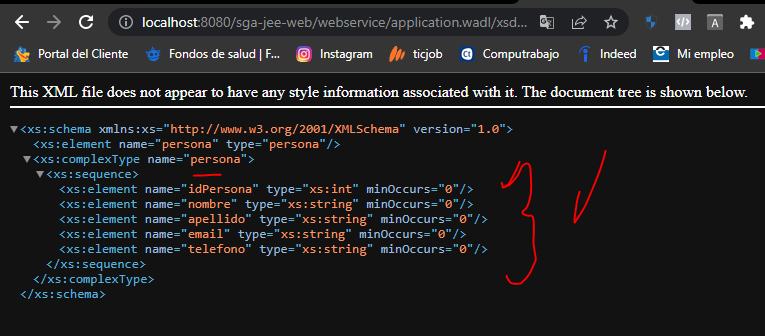 localhost:8080/sga-jee-web/webservice/application.wadl/xsd...
Portal del Cliente
Fondos de salud | F...
Instagram
ticjob
Computrabajo
Indeed
Mi empleo
This XML file does not appear to have any style information associated with it. The document tree is shown below.
▼<xs:schema xmlns:xs="http://www.w3.org/2001/XMLSchema" version="1.0">
<xs:element name="persona" type="persona"/>
▼<xs:complexType name="persona">
▼<xs:sequence>
<xs:element name="idPersona" type="xs:int" minOccurs="0"/>
<xs:element name="nombre" type="xs:string" minOccurs="0"/>
<xs:element name="apellido" type="xs:string" minOccurs="0"/>
<xs:element name="email" type="xs:string" minOccurs="0"/>
<xs:element name="telefono" type="xs:string" minOccurs="0"/>
</xs:sequence>
</xs:complexType>
</xs:schema>